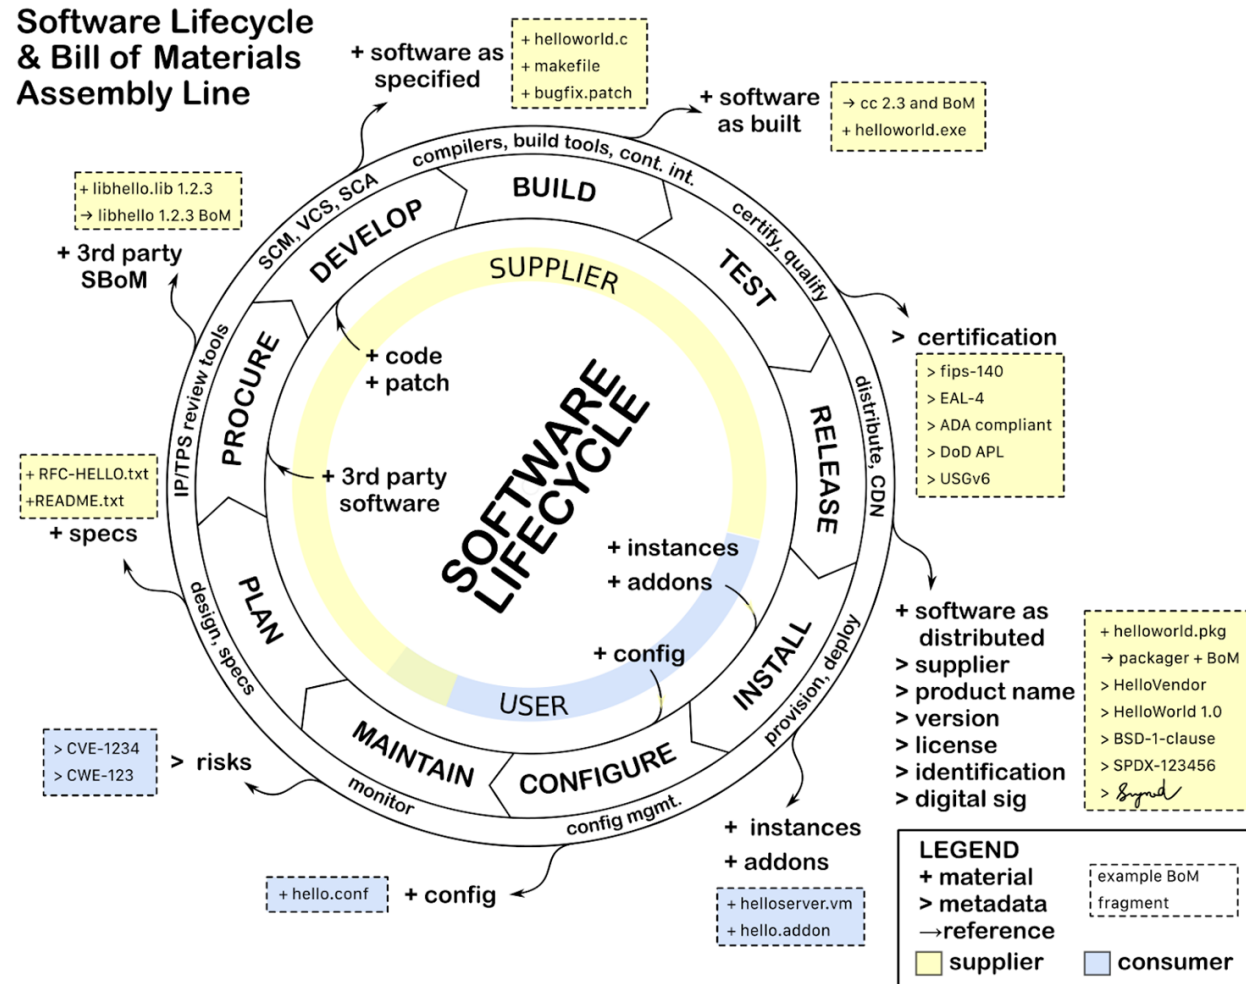 Software Lifecycle
& Bill of Materials
Assembly Line
+ software as
specified
+ helloworld.c
+ makefile
+ bugfix.patch
+ software
as built
→ cc 2.3 and BoM
+ helloworld.exe
+ libhello.lib 1.2.3
→ libhello 1.2.3 BoM
+ 3rd party
SBoM
SCM, VCS, SCA
compilers, build tools, cont. int.
certify, qualify
distribute, CDN
provision, deploy
config mgmt.
monitor
design, specs
IP/TPS review tools
DEVELOP
BUILD
TEST
RELEASE
INSTALL
CONFIGURE
MAINTAIN
PLAN
PROCURE
SUPPLIER
+ code
+ patch
+ 3rd party
software
SOFTWARE
LIFECYCLE
+ instances
+ addons
+ config
USER
> certification
> fips-140
> EAL-4
> ADA compliant
> DoD APL
> USGv6
+ RFC-HELLO.txt
+README.txt
+ specs
+ software as
distributed
> supplier
> product name
> version
> license
> identification
> digital sig
+ helloworld.pkg
→ packager + BoM
> HelloVendor
> HelloWorld 1.0
> BSD-1-clause
> SPDX-123456
> Signed
> CVE-1234
> CWE-123
> risks
+ hello.conf
+ config
+ instances
+ addons
+ helloserver.vm
+ hello.addon
LEGEND
+ material
> metadata
→reference
example BoM
fragment
supplier
consumer